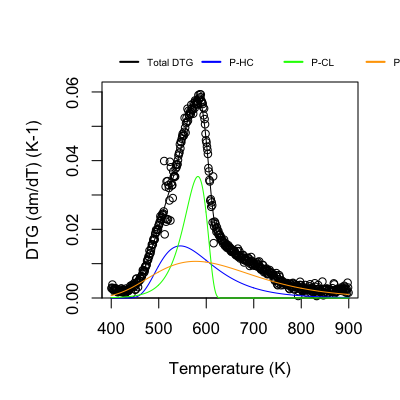 Total DTG P-HC P-CL P
0.06
0.04
0.02
0.00
DTG (dm/dT) (K-1)
400 500 600 700 800 900
Temperature (K)